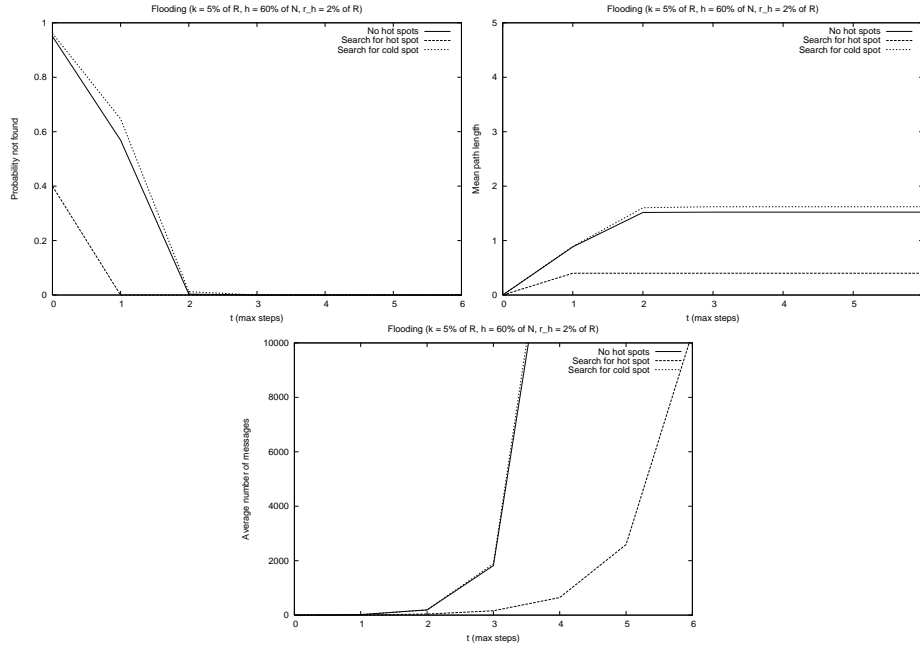 Flooding (k = 5% of R, h = 60% of N, r_h = 2% of R)
No hot spots
Search for hot spot
Search for cold spot
Probability not found
1
0.8
0.6
0.4
0.2
0
0 1 2 3 4 5 6
t (max steps)
Flooding (k = 5% of R, h = 60% of N, r_h = 2% of R)
No hot spots
Search for hot spot
Search for cold spot
Mean path length
5
4
3
2
1
0
0 1 2 3 4 5
t (max steps)
Flooding (k = 5% of R, h = 60% of N, r_h = 2% of R)
No hot spots
Search for hot spot
Search for cold spot
Average number of messages
10000
8000
6000
4000
2000
0
0 1 2 3 4 5 6
t (max steps)